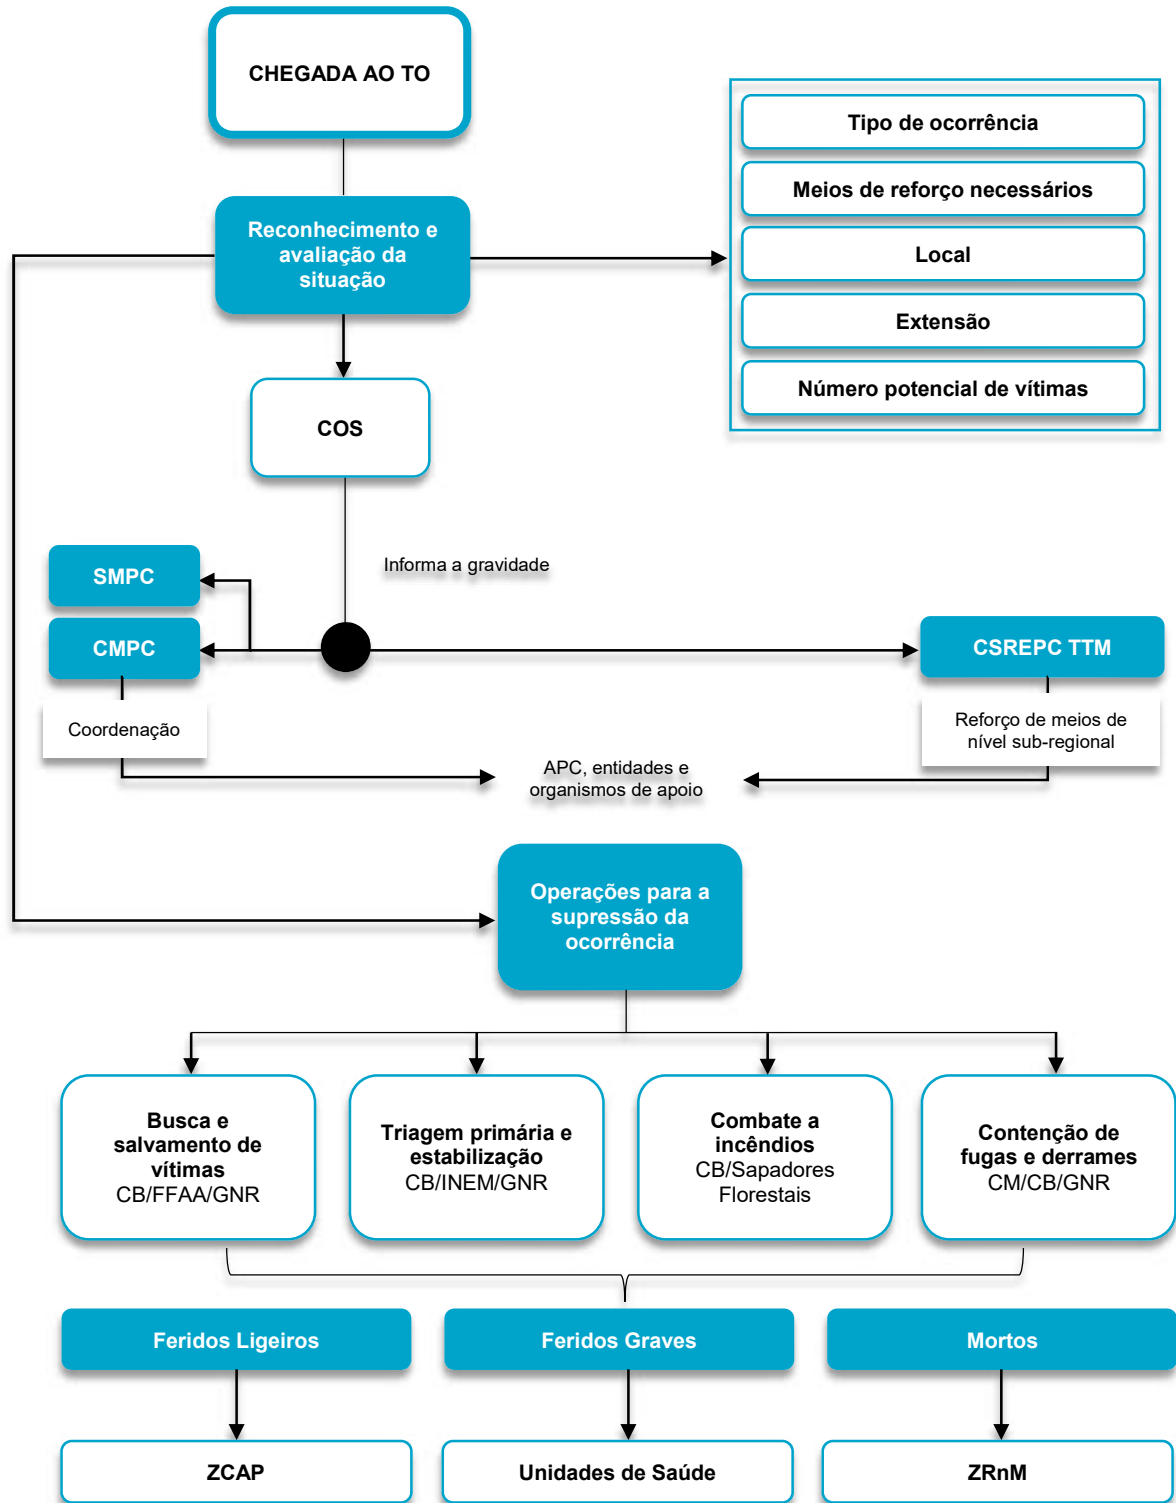 CHEGADA AO TO
Tipo de ocorrência
Meios de reforço necessários
Local
Extensão
Número potencial de vítimas
Reconhecimento e
avaliação da
situação
COS
Informa a gravidade
SMPC
CMPC
CSREPC TTM
Coordenação
Reforço de meios de
nível sub-regional
APC, entidades e
organismos de apoio
Operações para a
supressão da
ocorrência
Busca e
salvamento de
vítimas
CB/FFAA/GNR
Triagem primária e
estabilização
CB/INEM/GNR
Combate a
incêndios
CB/Sapadores
Florestais
Contenção de
fugas e derrames
CM/CB/GNR
Feridos Ligeiros
Feridos Graves
Mortos
ZCAP
Unidades de Saúde
ZRnM